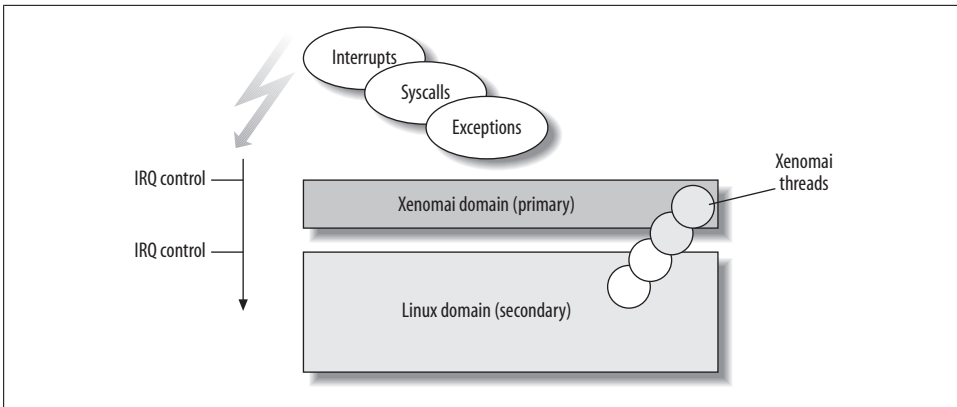 Interrupts
Syscalls
Exceptions
Xenomai
threads
IRQ control
Xenomai domain (primary)
IRQ control
Linux domain (secondary)